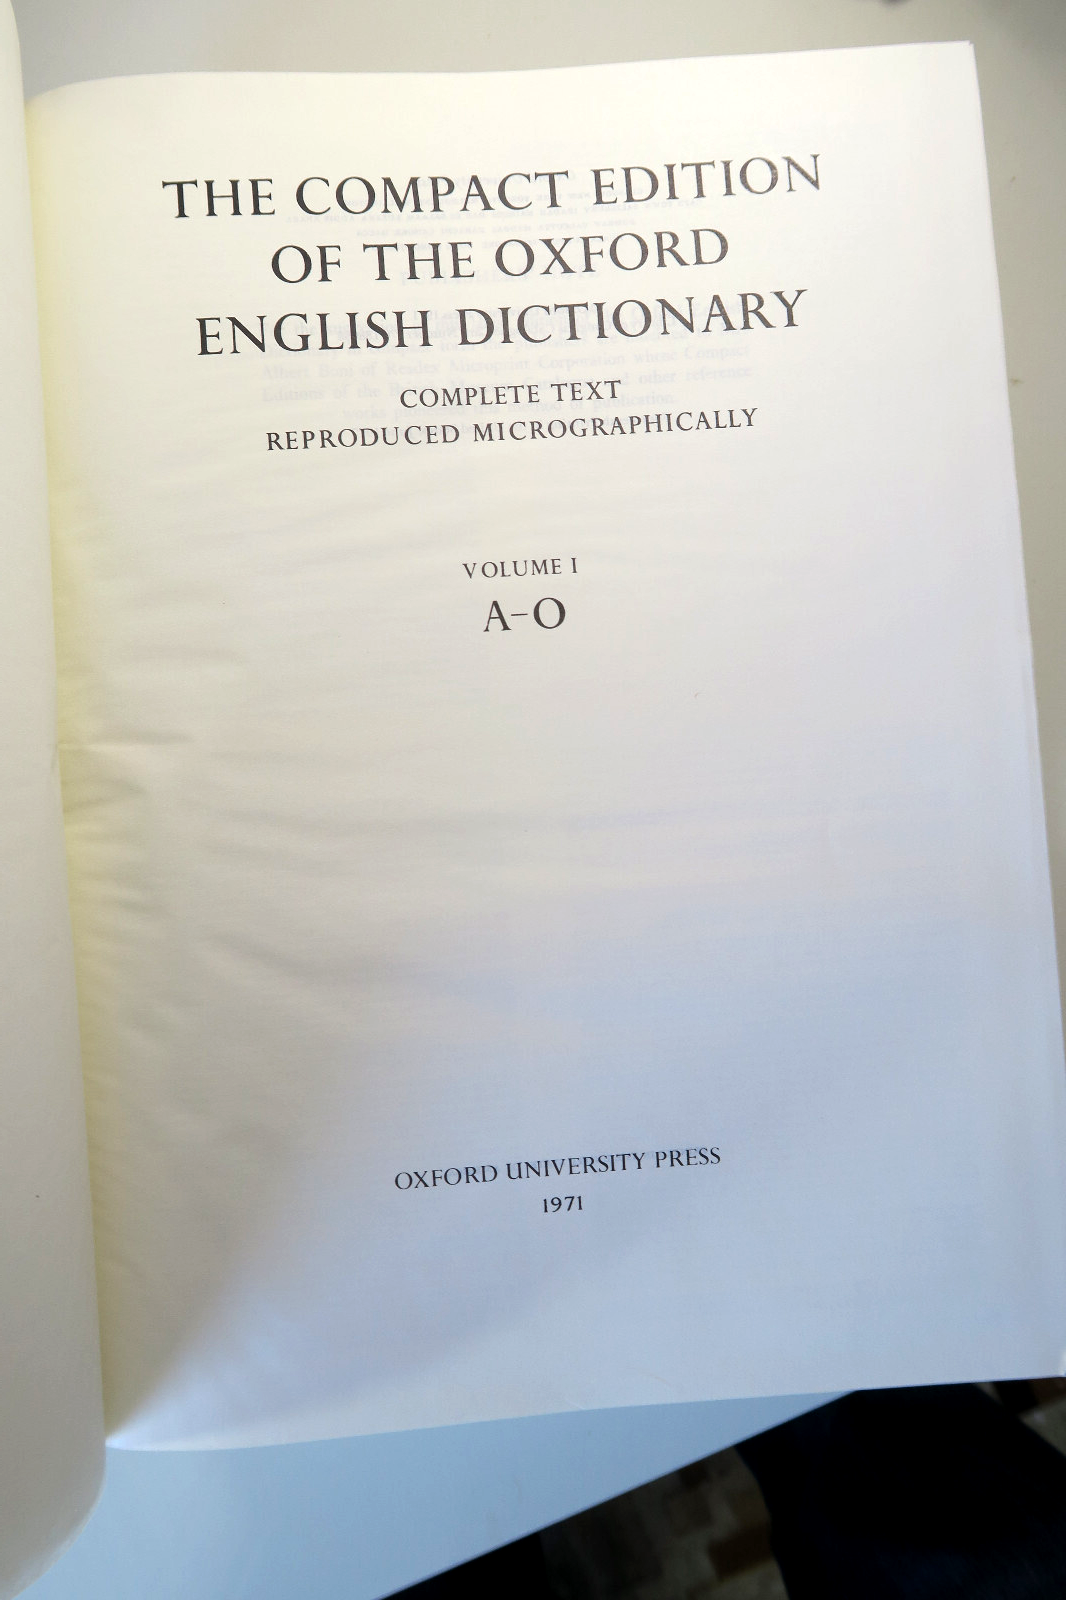 THE COMPACT EDITION
OF THE OXFORD
ENGLISH DICTIONARY
COMPLETE TEXT
REPRODUCED MICROGRAPHICALLY
VOLUME I
A–O
OXFORD UNIVERSITY PRESS
1971